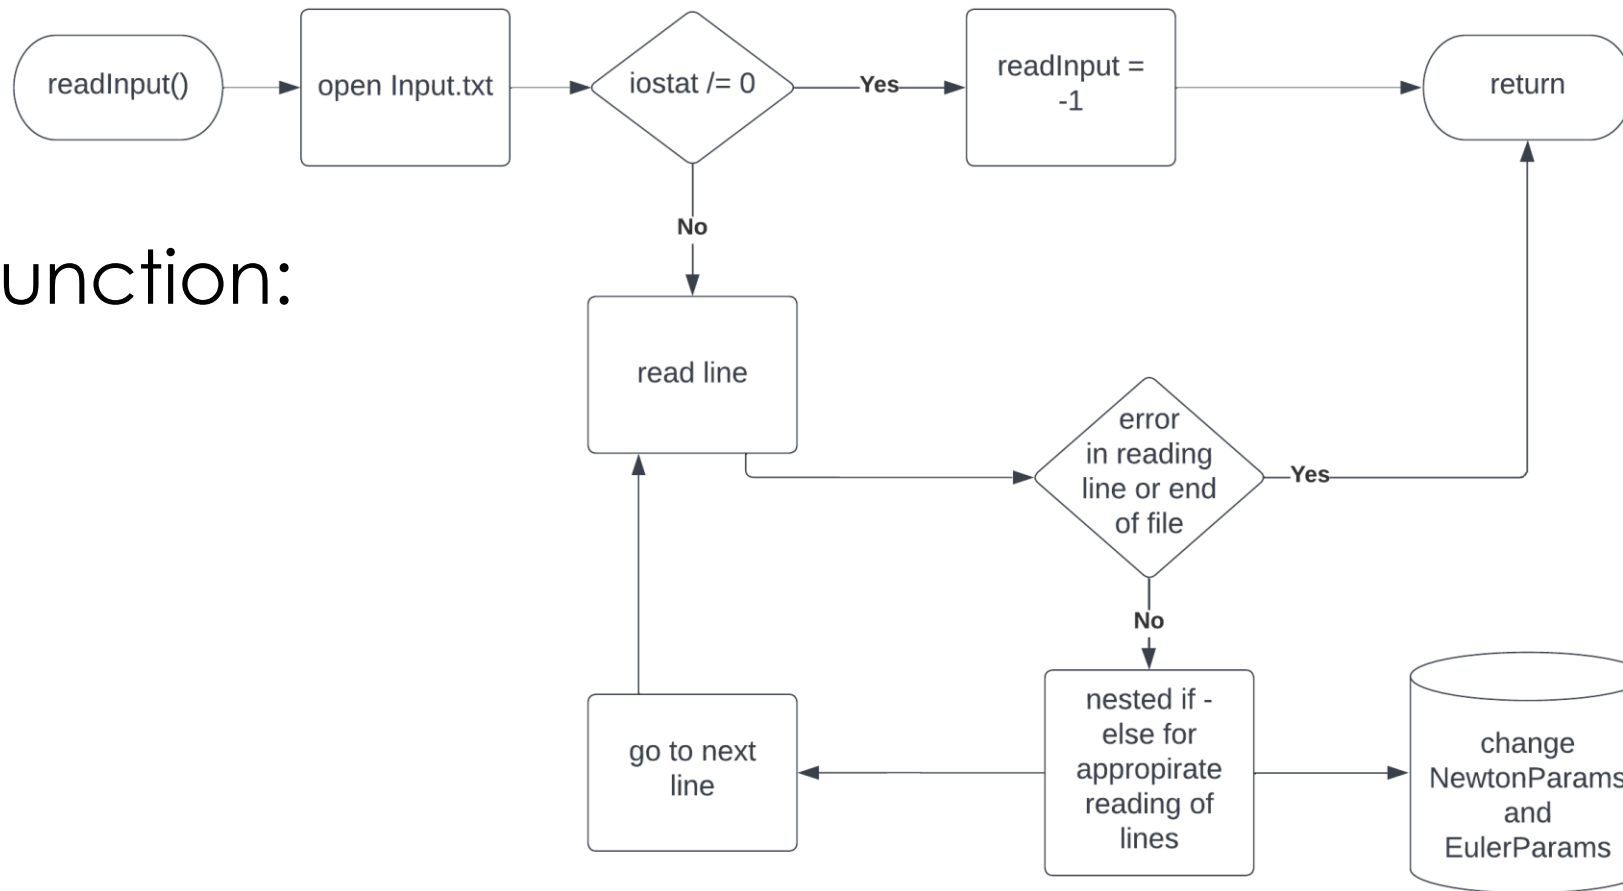 readInput()
open Input.txt
iostat /= 0
Yes
readInput =
-1
return
No
unction:
read line
error
in reading
line or end
of file
Yes
No
nested if -
else for
appropirate
reading of
lines
go to next
line
change
NewtonParams
and
EulerParams